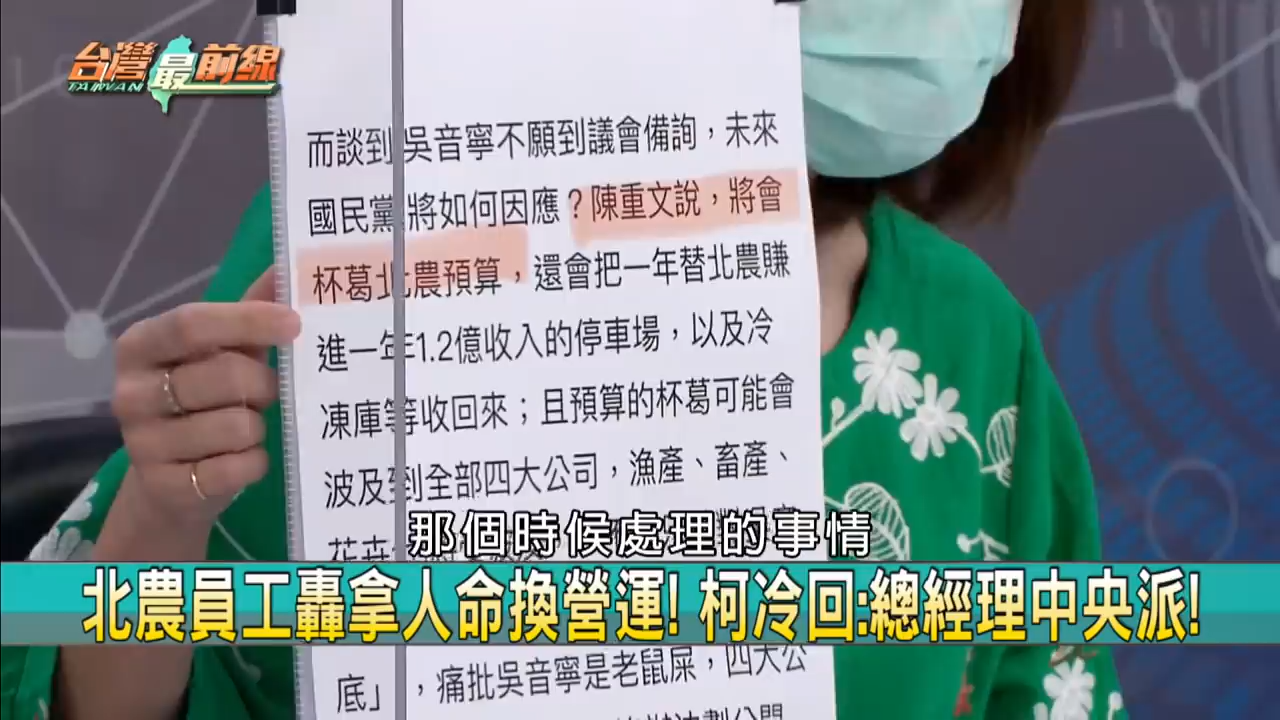 台灣最前線
TAIWAN
而談到吳音寧不願到議會備詢，未來
國民黨將如何因應？陳重文說，將會
杯葛北農預算，還會把一年替北農賺
進一年1.2億收入的停車場，以及冷
凍庫等收回來；且預算的杯葛可能會
波及到全部四大公司，漁產、畜產、
花卉
那個時候處理的事情
北農員工轟拿人命換營運! 柯冷回:總經理中央派!
底」，痛批吳音寧是老鼠屎，四大公